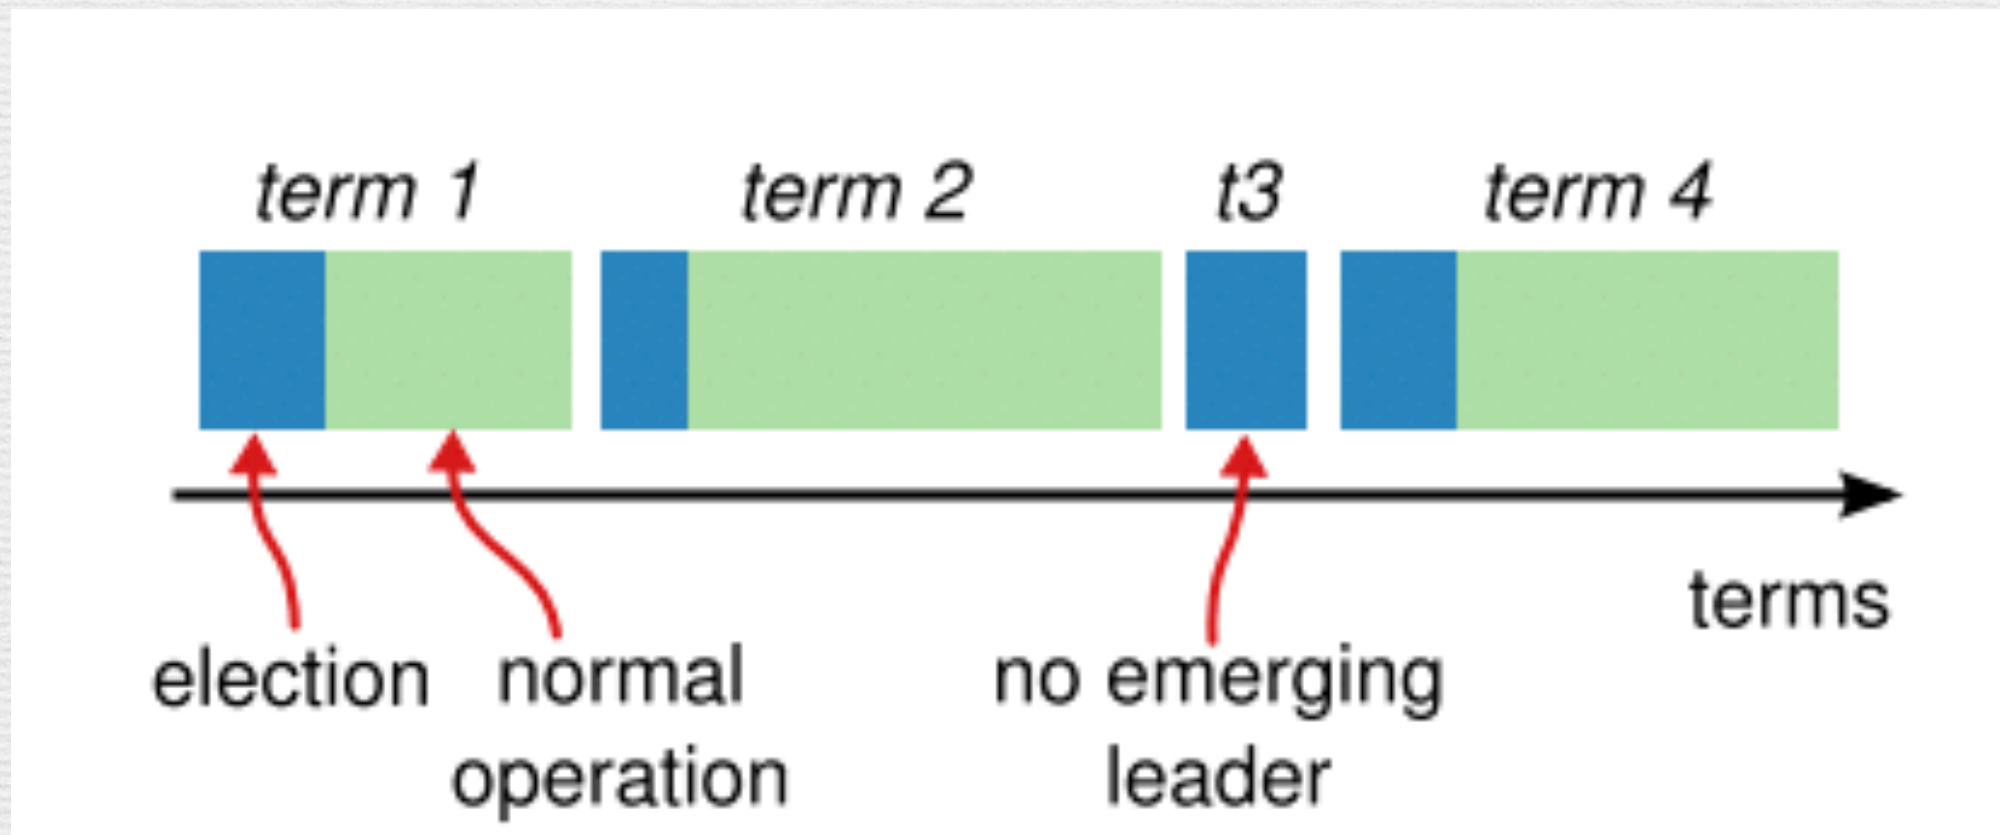 term 1
term 2
t3
term 4
terms
election
normal
operation
no emerging
leader